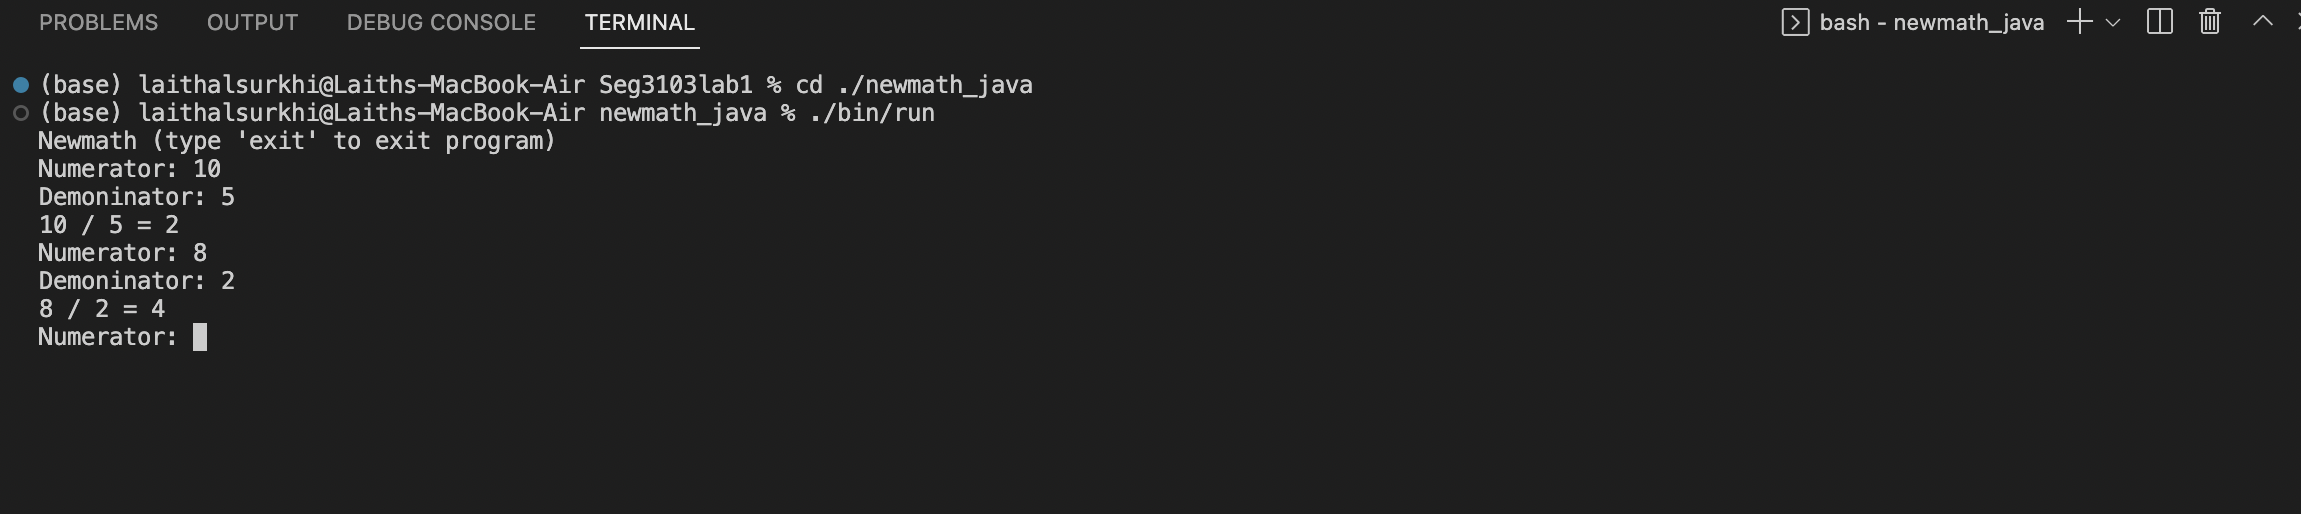 PROBLEMS OUTPUT DEBUG CONSOLE TERMINAL bash - newmath_java
(base) laithalsurkhi@Laiths-MacBook-Air Seg3103lab1 % cd ./newmath_java
(base) laithalsurkhi@Laiths-MacBook-Air newmath_java % ./bin/run
Newmath (type 'exit' to exit program)
Numerator: 10
Demoninator: 5
10 / 5 = 2
Numerator: 8
Demoninator: 2
8 / 2 = 4
Numerator: